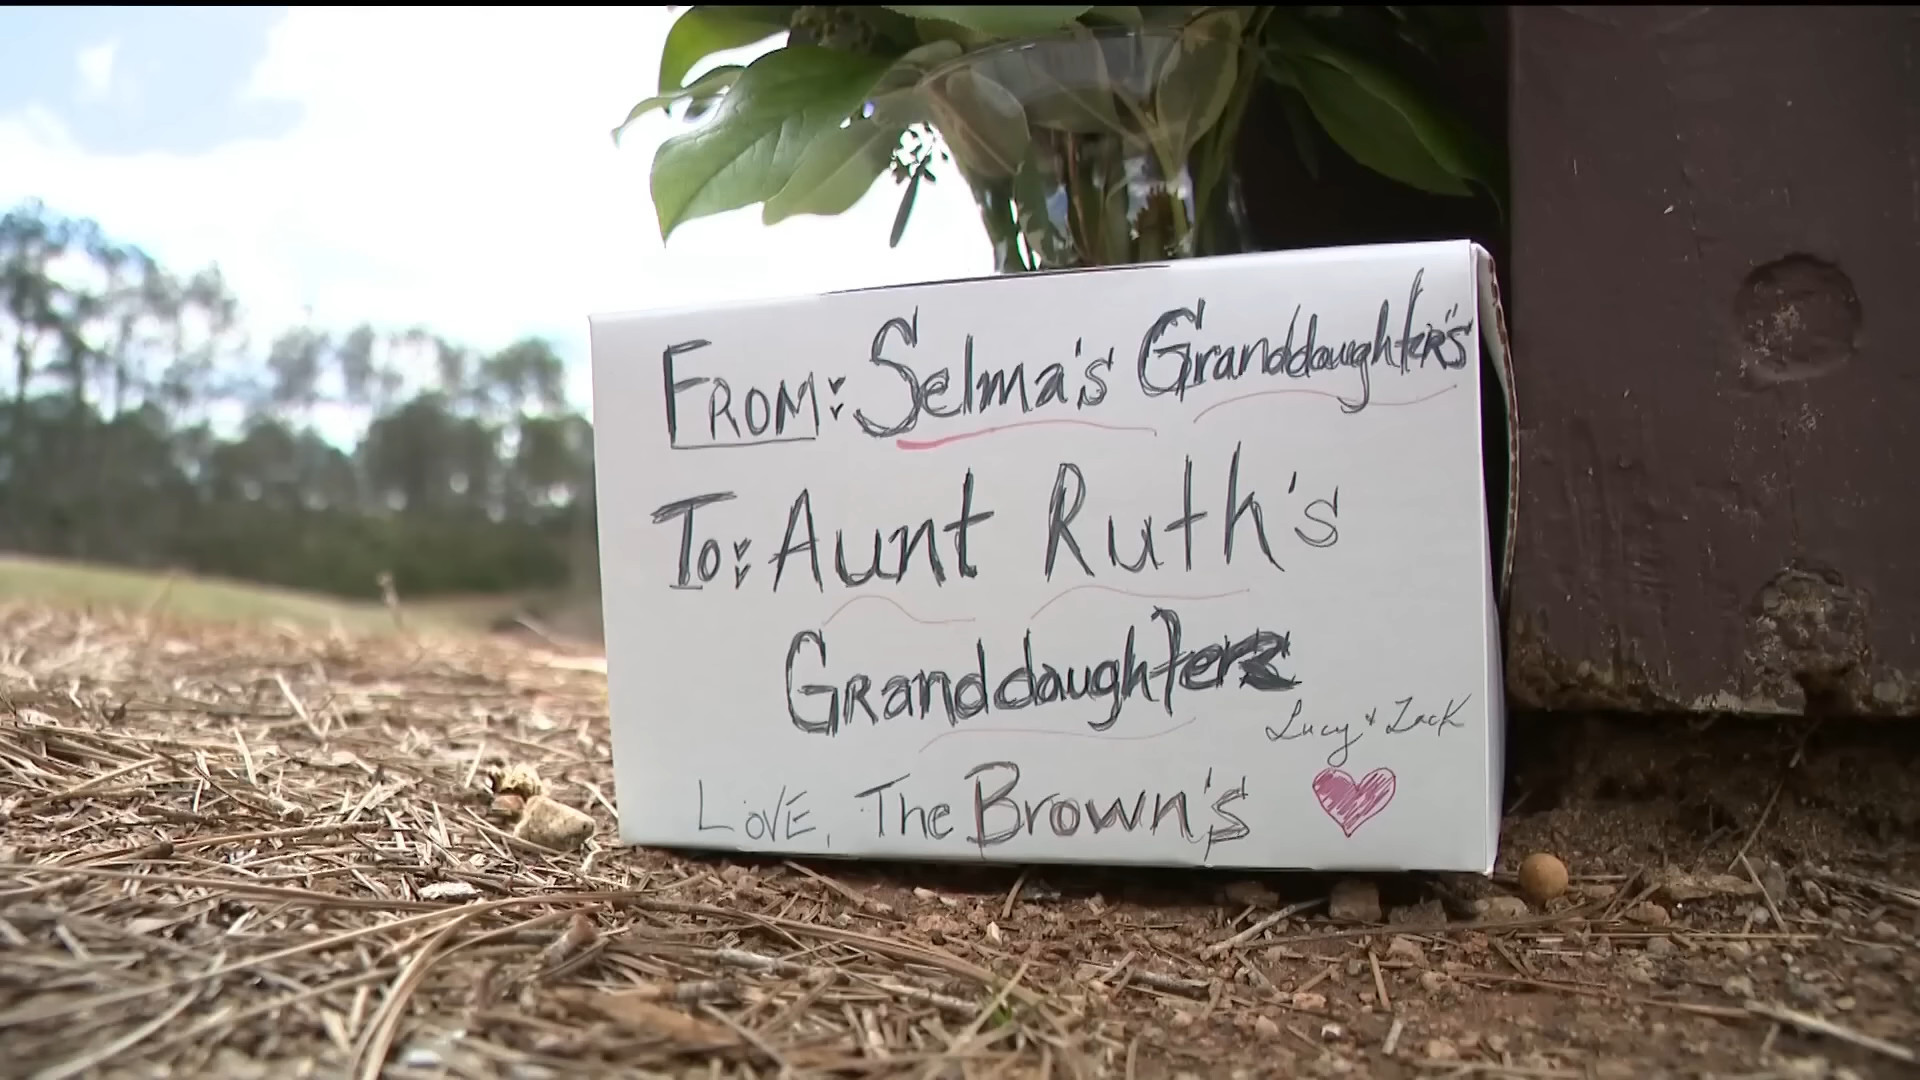 FROM: Selma's Granddaughter's
To: Aunt Ruth's
Granddaughters
Lucy & Zack
LOVE, The Brown's